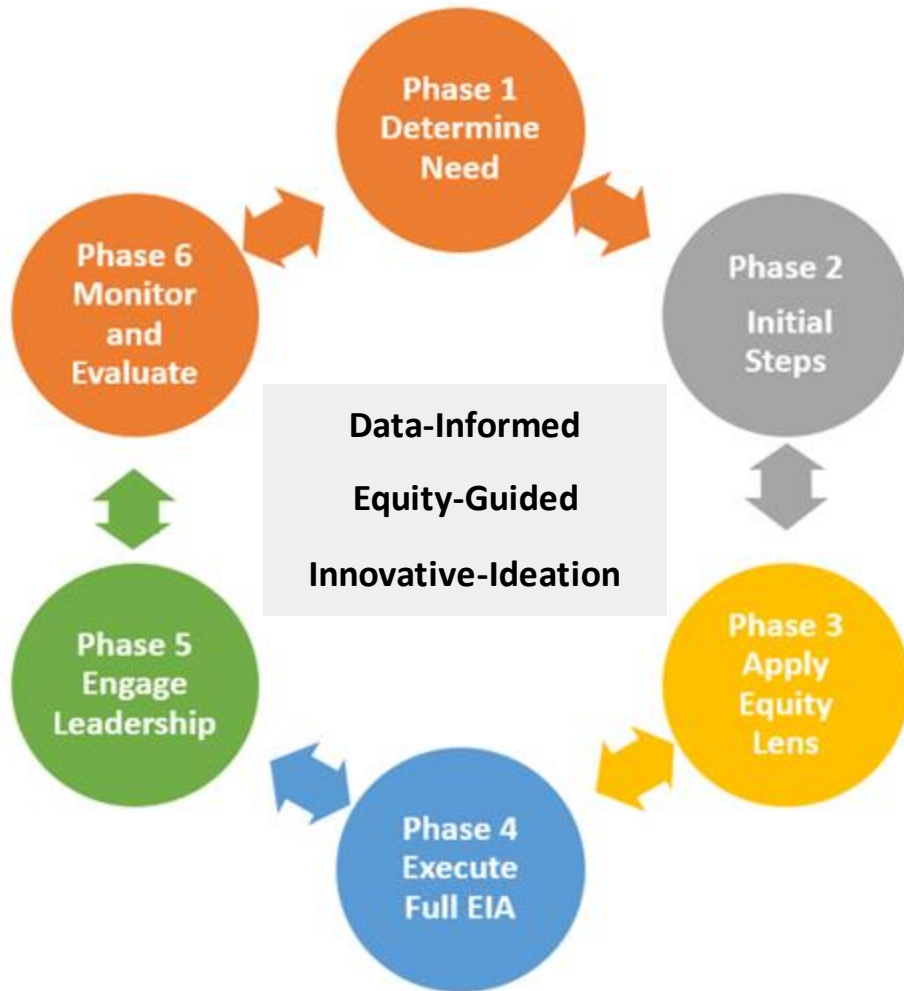 Phase 1
Determine
Need
Phase 2
Initial
Steps
Phase 3
Apply
Equity
Lens
Phase 4
Execute
Full EIA
Phase 5
Engage
Leadership
Phase 6
Monitor
and
Evaluate
Data-Informed
Equity-Guided
Innovative-Ideation